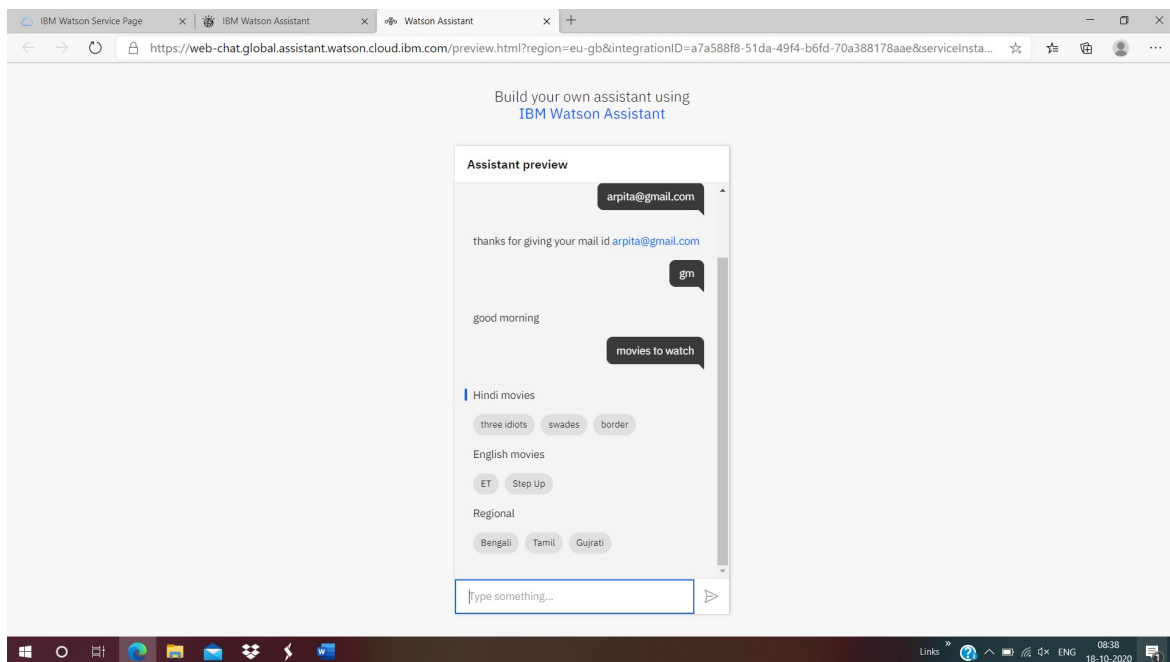 IBM Watson Service Page
IBM Watson Assistant
Watson Assistant
https://web-chat.global.assistant.watson.cloud.ibm.com/preview.html?region=eu-gb&integrationID=a7a588f8-51da-49f4-b6fd-70a388178aae&serviceInsta...
Build your own assistant using
IBM Watson Assistant
Assistant preview
arpita@gmail.com
thanks for giving your mail id arpita@gmail.com
gm
good morning
movies to watch
Hindi movies
three idiots swades border
English movies
ET Step Up
Regional
Bengali Tamil Gujrati
Type something...
Links ENG 08:38
18-10-2020